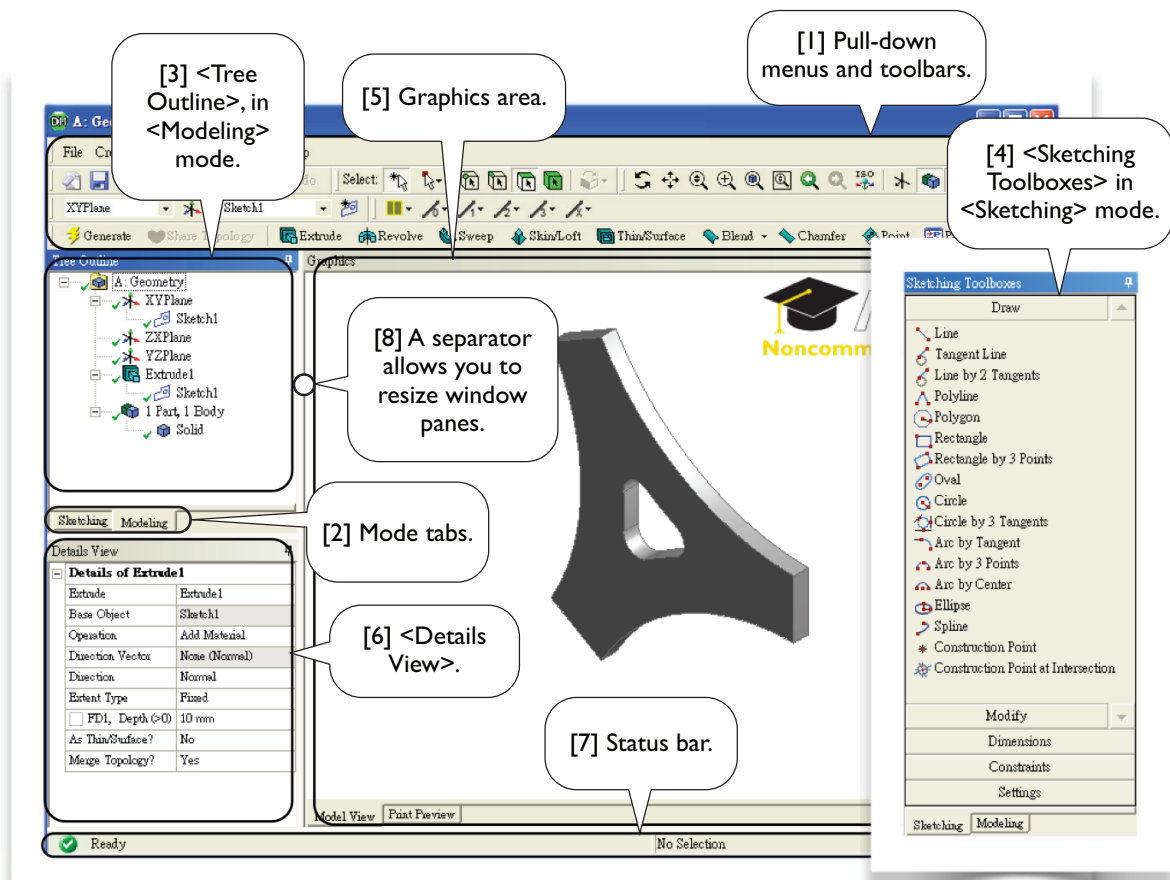 [1] Pull-down
menus and toolbars.
[3] <Tree
Outline>, in
<Modeling>
mode.
[5] Graphics area.
[4] <Sketching
Toolboxes> in
<Sketching> mode.
A: Geo
File Cr
Select:
ISO
XYPlane
Sketch1
Generate
Share Topology
Extrude
Revolve
Sweep
Skin/Loft
Thin/Surface
Blend
Chamfer
Point
Tree Outline
Graphics
A: Geometry
XYPlane
Sketch1
ZXPlane
YZPlane
Extrude1
Sketch1
1 Part, 1 Body
Solid
[8] A separator
allows you to
resize window
panes.
Noncomm
Sketching Modeling
[2] Mode tabs.
Details View
Details of Extrude1
Extrude Extrude1
Base Object Sketch1
Operation Add Material
Direction Vector None (Normal)
Direction Normal
Extent Type Fixed
FD1, Depth (>0) 10 mm
As Thin/Surface? No
Merge Topology? Yes
[6] <Details
View>.
[7] Status bar.
Model View Print Preview
Ready
No Selection
Sketching Toolboxes
Draw
Line
Tangent Line
Line by 2 Tangents
Polyline
Polygon
Rectangle
Rectangle by 3 Points
Oval
Circle
Circle by 3 Tangents
Arc by Tangent
Arc by 3 Points
Arc by Center
Ellipse
Spline
Construction Point
Construction Point at Intersection
Modify
Dimensions
Constraints
Settings
Sketching Modeling